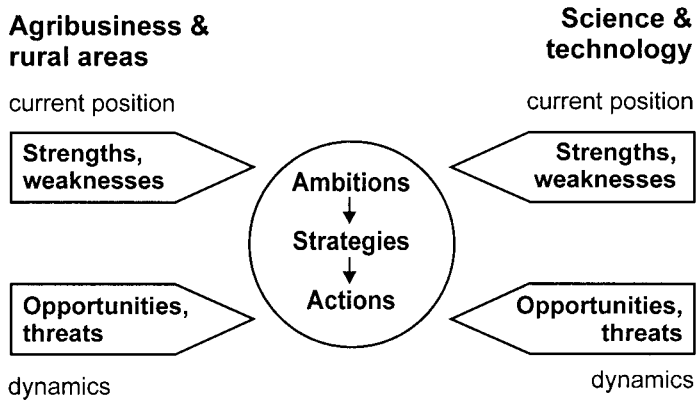 Agribusiness &
rural areas
current position
Strengths,
weaknesses
Opportunities,
threats
dynamics
Ambitions
Strategies
Actions
Science &
technology
current position
Strengths,
weaknesses
Opportunities,
threats
dynamics